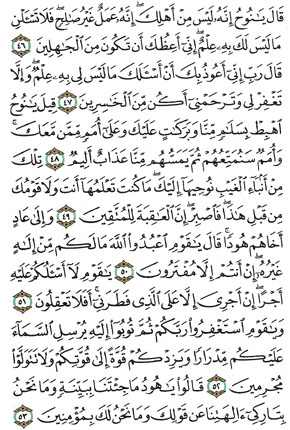 قَالَ يَـٰنُوحُ إِنَّهُۥ لَيْسَ مِنْ أَهْلِكَ ۖ إِنَّهُۥ عَمَلٌ غَيْرُ صَـٰلِحٍ ۖ فَلَا تَسْـَٔلْنِ
مَا لَيْسَ لَكَ بِهِۦ عِلْمٌ ۖ إِنِّىٓ أَعِظُكَ أَن تَكُونَ مِنَ ٱلْجَـٰهِلِينَ ٤٦
قَالَ رَبِّ إِنِّىٓ أَعُوذُ بِكَ أَنْ أَسْـَٔلَكَ مَا لَيْسَ لِى بِهِۦ عِلْمٌ ۖ وَإِلَّا
تَغْفِرْ لِى وَتَرْحَمْنِىٓ أَكُن مِّنَ ٱلْخَـٰسِرِينَ ٤٧ قِيلَ يَـٰنُوحُ
ٱهْبِطْ بِسَلَـٰمٍ مِّنَّا وَبَرَكَـٰتٍ عَلَيْكَ وَعَلَىٰٓ أُمَمٍ مِّمَّن مَّعَكَ ۚ
وَأُمَمٌ سَنُمَتِّعُهُمْ ثُمَّ يَمَسُّهُم مِّنَّا عَذَابٌ أَلِيمٌ ٤٨ تِلْكَ
مِنْ أَنۢبَآءِ ٱلْغَيْبِ نُوحِيهَآ إِلَيْكَ ۖ مَا كُنتَ تَعْلَمُهَآ أَنتَ وَلَا قَوْمُكَ
مِن قَبْلِ هَـٰذَا ۖ فَٱصْبِرْ ۖ إِنَّ ٱلْعَـٰقِبَةَ لِلْمُتَّقِينَ ٤٩ وَإِلَىٰ عَادٍ
أَخَاهُمْ هُودًا ۚ قَالَ يَـٰقَوْمِ ٱعْبُدُوا۟ ٱللَّهَ مَا لَكُم مِّنْ إِلَـٰهٍ
غَيْرُهُۥٓ ۖ إِنْ أَنتُمْ إِلَّا مُفْتَرُونَ ٥٠ يَـٰقَوْمِ لَآ أَسْـَٔلُكُمْ عَلَيْهِ
أَجْرًا ۖ إِنْ أَجْرِىَ إِلَّا عَلَى ٱلَّذِى فَطَرَنِىٓ ۚ أَفَلَا تَعْقِلُونَ ٥١
وَيَـٰقَوْمِ ٱسْتَغْفِرُوا۟ رَبَّكُمْ ثُمَّ تُوبُوٓا۟ إِلَيْهِ يُرْسِلِ ٱلسَّمَآءَ
عَلَيْكُم مِّدْرَارًا وَيَزِدْكُمْ قُوَّةً إِلَىٰ قُوَّتِكُمْ وَلَا تَتَوَلَّوْا۟
مُجْرِمِينَ ٥٢ قَالُوا۟ يَـٰهُودُ مَا جِئْتَنَا بِبَيِّنَةٍ وَمَا نَحْنُ
بِتَارِكِىٓ ءَالِهَتِنَا عَن قَوْلِكَ وَمَا نَحْنُ لَكَ بِمُؤْمِنِينَ ٥٣